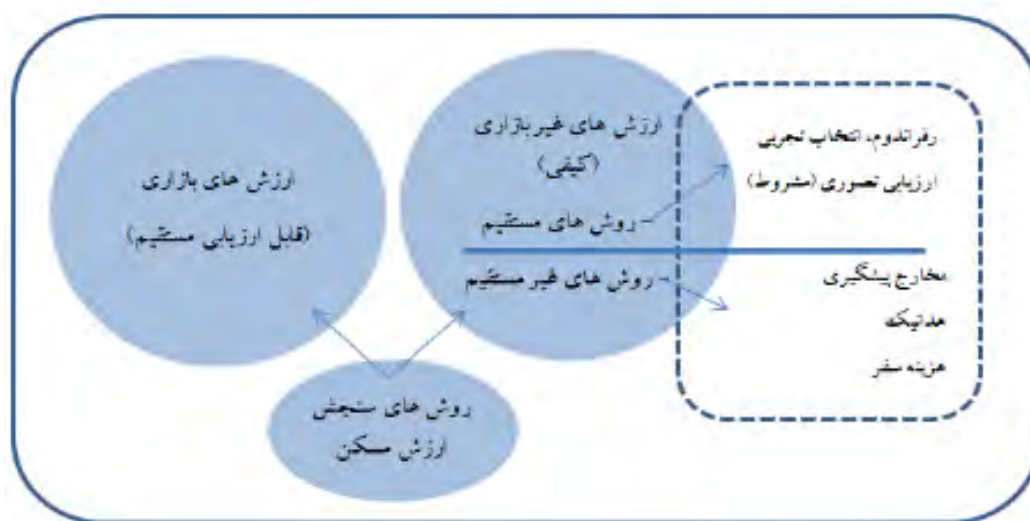 رفراندوم، انتخاب تجربی
ارزیابی تصوری (مشروط)
مخارج پیشگیری
هدانیک
هزینه سفر
ارزش های غیربازاری
(کیفی)
روش های مستقیم
روش های غیر مستقیم
ارزش های بازاری
(قابل ارزیابی مستقیم)
روش های سنجش
ارزش مسکن